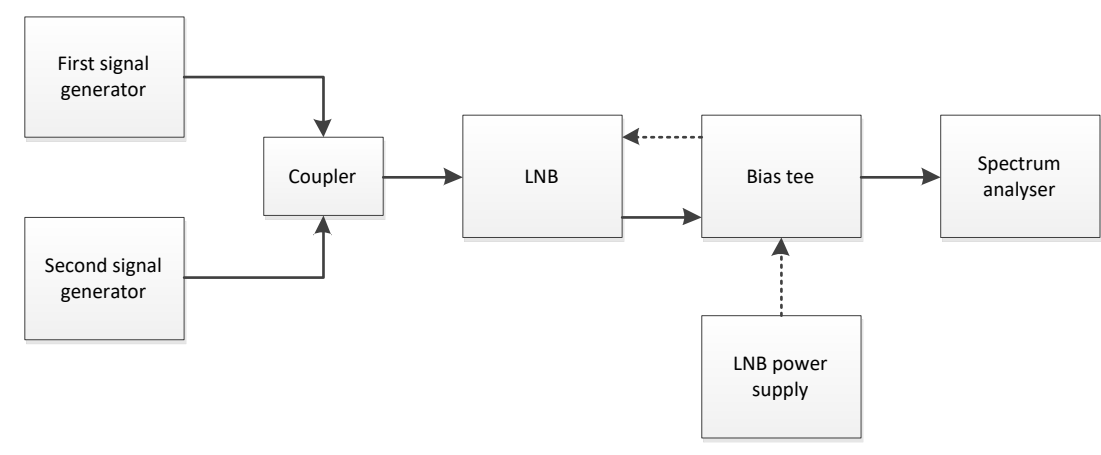 First signal
generator
Coupler
Second signal
generator
LNB
Bias tee
Spectrum
analyser
LNB power
supply